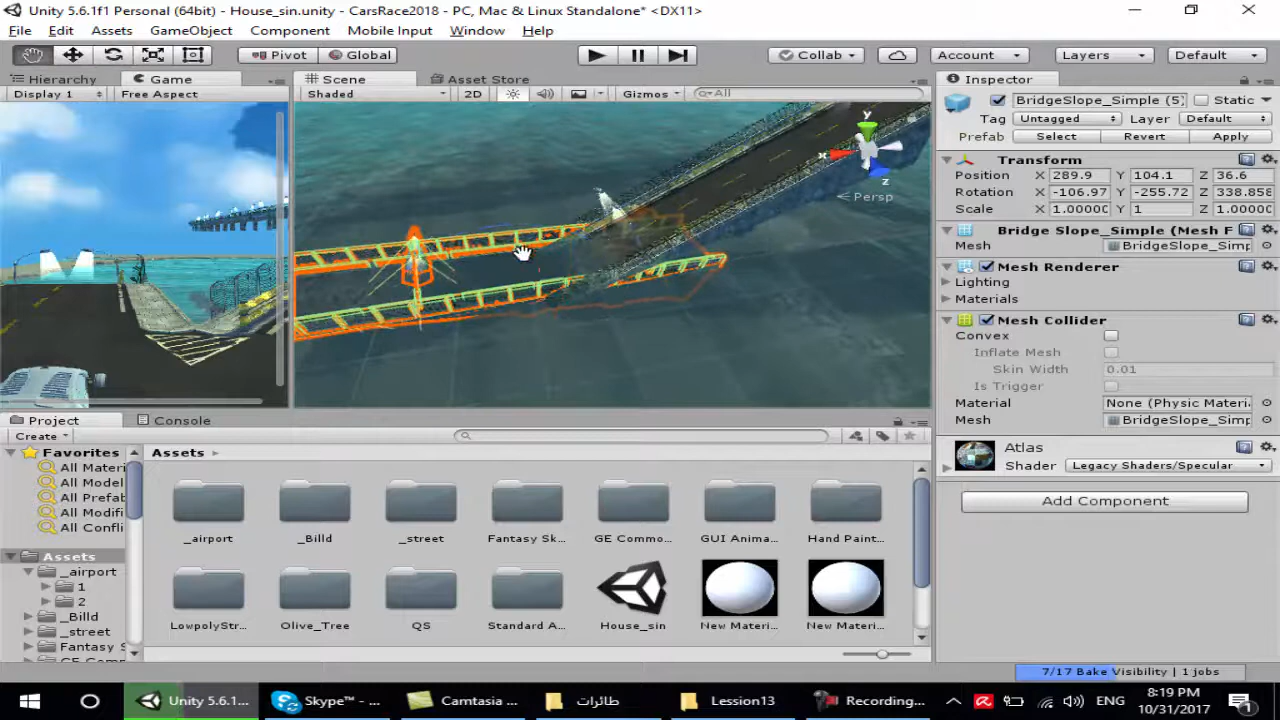 Unity 5.6.1f1 Personal (64bit) - House_sin.unity - CarsRace2018 - PC, Mac & Linux Standalone* <DX11>
File Edit Assets GameObject Component Mobile Input Window Help
Pivot Global Collab Account Layers Default
Hierarchy Game Scene Asset Store Inspector
Display 1 Free Aspect Shaded 2D Gizmos All
BridgeSlope_Simple (5) Static
Tag Untagged Layer Default
Prefab Select Revert Apply
Transform
Position X 289.9 Y 104.1 Z 36.6
Rotation X -106.97 Y -255.72 Z 338.858
Scale X 1.0000C Y 1 Z 1.0000C
y
x
z
Persp
Bridge Slope_Simple (Mesh F
Mesh BridgeSlope_Simp
Mesh Renderer
Lighting
Materials
Mesh Collider
Convex
Inflate Mesh
Skin Width 0.01
Is Trigger
Material None (Physic Materi
Mesh BridgeSlope_Simp
Atlas
Shader Legacy Shaders/Specular
Add Component
Project Console
Create
Favorites
All Materi
All Model
All Prefab
All Modifi
All Confli
Assets
_airport
1
2
_Billd
_street
Fantasy S
Assets
_airport _Billd _street Fantasy Sk... GE Commo... GUI Anima... Hand Paint...
LowpolyStr... Olive_Tree QS Standard A... House_sin New Materi... New Materi...
7/17 Bake Visibility | 1 jobs
Unity 5.6.1... Skype™ - ... Camtasia ... طائرات Lession13 Recording... ENG 8:19 PM
10/31/2017 1